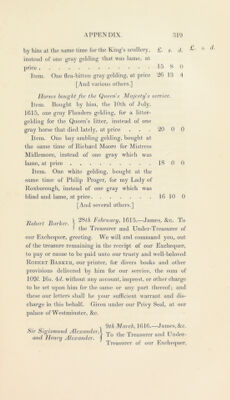 APPENDIX. 319
by him at the same time for the King's scullery, £. s. d. £. s. d.
instead of one gray gelding that was lame, at
price . . . . . . . . . . . 15 8 0
Item. One flea-bitten gray gelding, at price 26 13 4
[And various others.]
Horses bought for the Queen's Majesty's service.
Item. Bought by him, the 10th of July,
1615, one gray Flanders gelding, for a litter-
gelding for the Queen's litter, instead of one
gray horse that died lately, at price . . . 20 0 0
Item. One bay ambling gelding, bought at
the same time of Richard Moore for Mistress
Midlemore, instead of one gray which was
lame, at price . . . . . . . . 18 0 0
Item. One white gelding, bought at the
same time of Philip Proger, for my Lady of
Roxborough, instead of one gray which was
blind and lame, at price . . . . . . 16 10 0
[And several others.]
Robert Barker. } 28th February, 1615.—James, &c. To
the Treasurer and Under-Treasurer of
our Exchequer, greeting. We will and command you, out
of the treasure remaining in the receipt of our Exchequer,
to pay or cause to be paid unto our trusty and well-beloved
ROBERT BARKER, our printer, for divers books and other
provisions delivered by him for our service, the sum of
109l. 16s. 4d. without any account, imprest, or other charge
to be set upon him for the same or any part thereof; and
these our letters shall be your sufficient warrant and dis-
charge in this behalf. Given under our Privy Seal, at our
palace of Westminster, &c.
Sir Sigismund Alexander } 9th March, 1616.—James, &c.
and Henry Alexander. } To the Treasurer and Under-
Treasurer of our Exchequer,